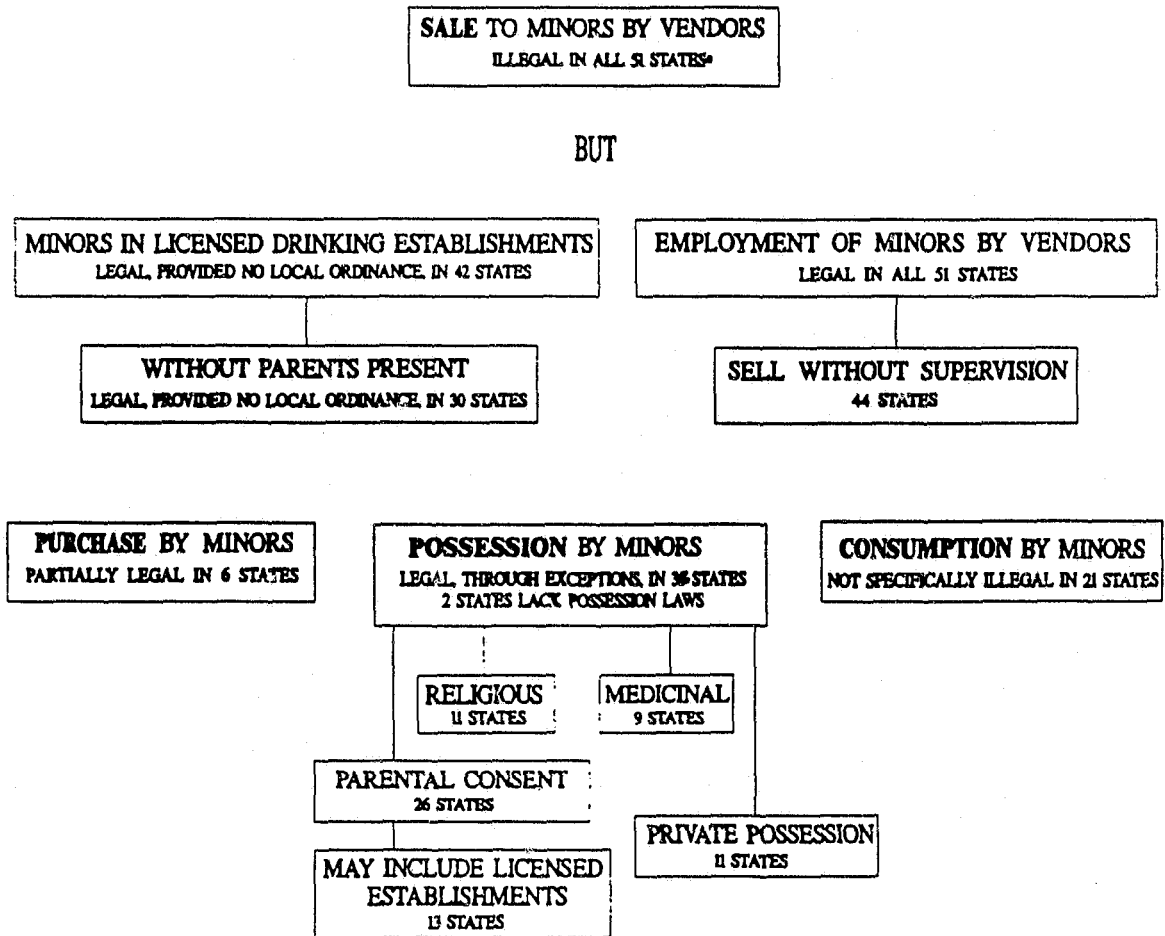 SALE TO MINORS BY VENDORS
ILLEGAL IN ALL 51 STATESª
BUT
MINORS IN LICENSED DRINKING ESTABLISHMENTS
LEGAL, PROVIDED NO LOCAL ORDINANCE, IN 42 STATES
EMPLOYMENT OF MINORS BY VENDORS
LEGAL IN ALL 51 STATES
WITHOUT PARENTS PRESENT
LEGAL, PROVIDED NO LOCAL ORDINANCE, IN 30 STATES
SELL WITHOUT SUPERVISION
44 STATES
PURCHASE BY MINORS
PARTIALLY LEGAL IN 6 STATES
POSSESSION BY MINORS
LEGAL, THROUGH EXCEPTIONS, IN STATES
2 STATES LACK POSSESSION LAWS
CONSUMPTION BY MINORS
NOT SPECIFICALLY ILLEGAL IN 21 STATES
RELIGIOUS
11 STATES
MEDICINAL
9 STATES
PARENTAL CONSENT
26 STATES
PRIVATE POSSESSION
11 STATES
MAY INCLUDE LICENSED
ESTABLISHMENTS
13 STATES